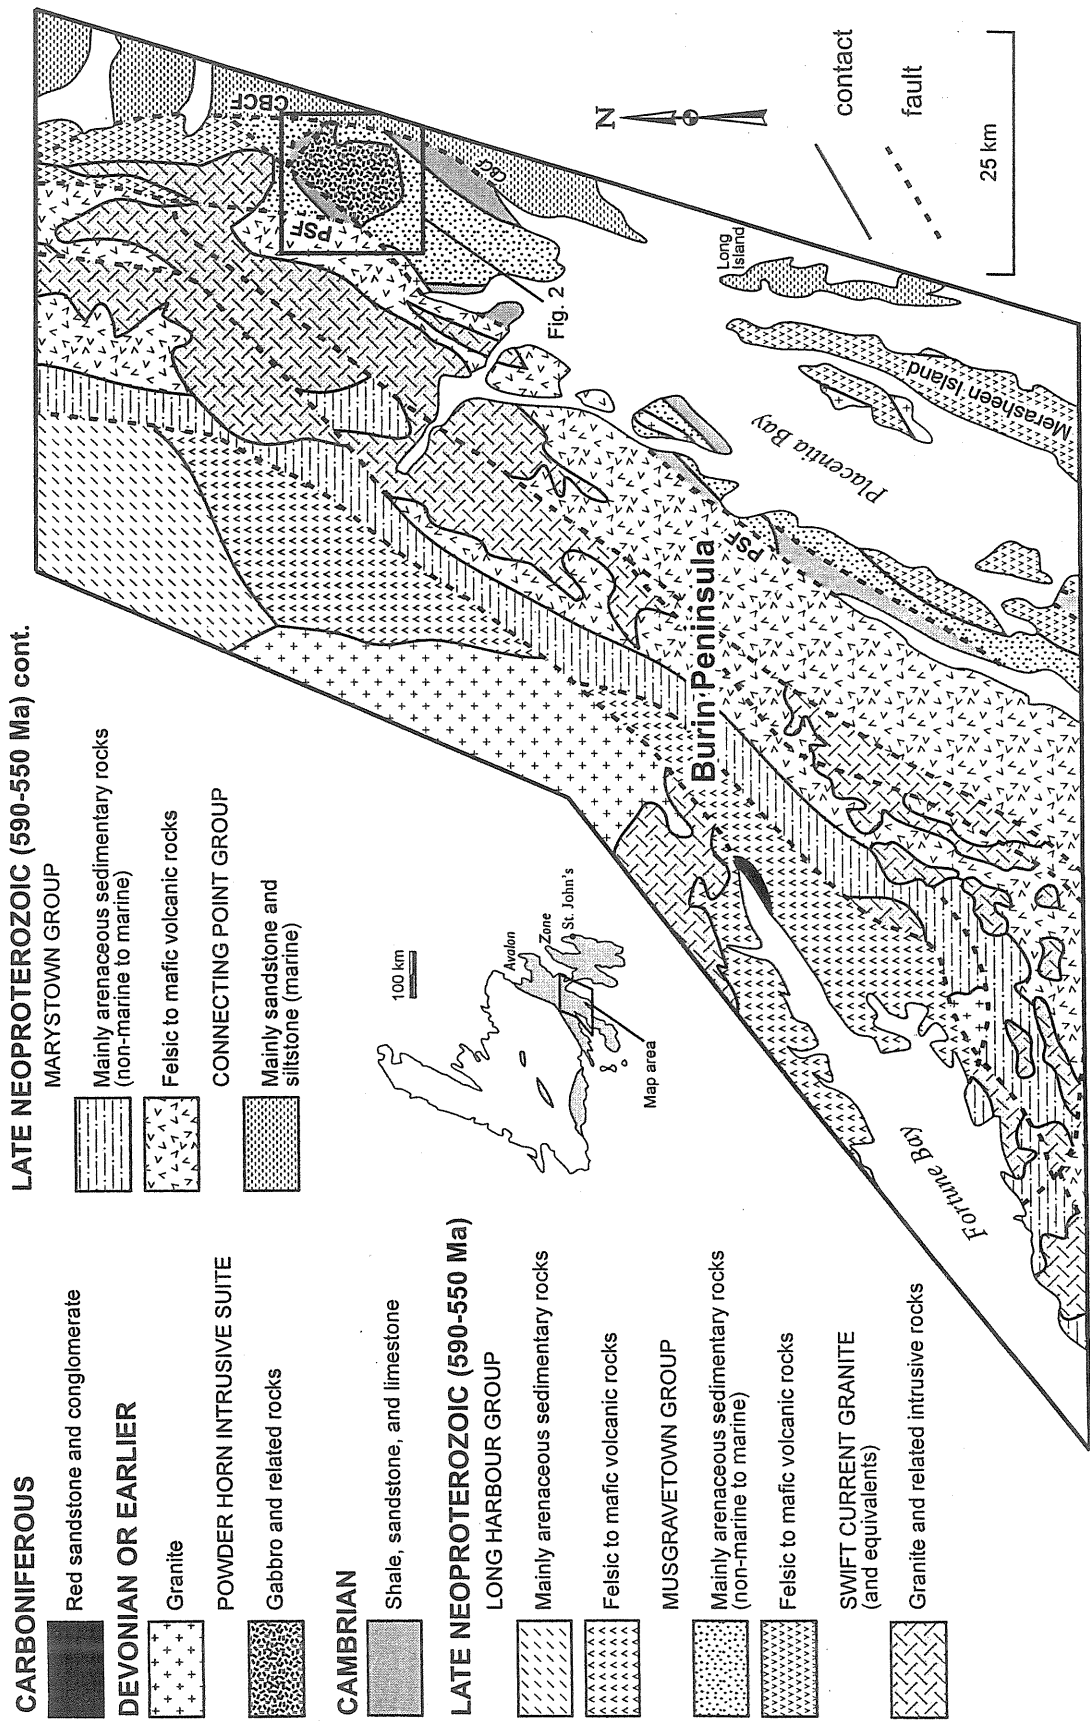 CARBONIFEROUS
Red sandstone and conglomerate
DEVONIAN OR EARLIER
Granite
POWDER HORN INTRUSIVE SUITE
Gabbro and related rocks
CAMBRIAN
Shale, sandstone, and limestone
LATE NEOPROTEROZOIC (590-550 Ma)
LONG HARBOUR GROUP
Mainly arenaceous sedimentary rocks
Felsic to mafic volcanic rocks
MUSGRAVETOWN GROUP
Mainly arenaceous sedimentary rocks
(non-marine to marine)
Felsic to mafic volcanic rocks
SWIFT CURRENT GRANITE
(and equivalents)
Granite and related intrusive rocks
LATE NEOPROTEROZOIC (590-550 Ma) cont.
MARYSTOWN GROUP
Mainly arenaceous sedimentary rocks
(non-marine to marine)
Felsic to mafic volcanic rocks
CONNECTING POINT GROUP
Mainly sandstone and
siltstone (marine)
100 km
Avalon
Zone
St. John's
Map area
Fortune Bay
Burin Peninsula
PSF
Placentia Bay
Merasheen Island
Long
Island
Fig. 2
PSF
CBCF
CBCF
N
contact
fault
25 km